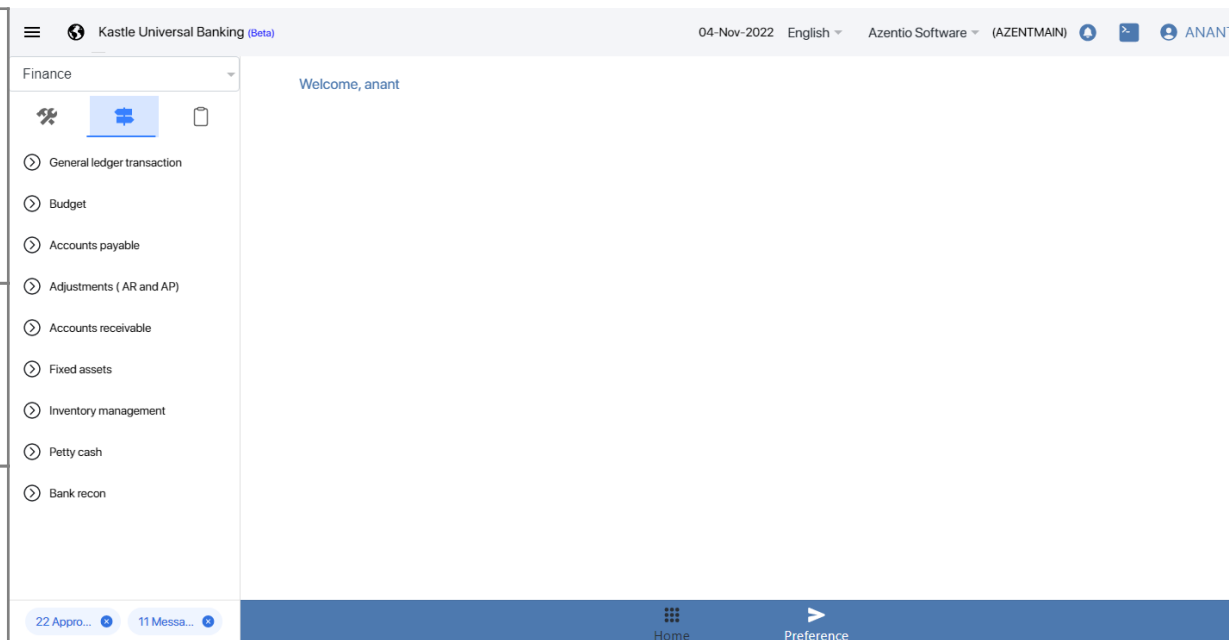 Kastle Universal Banking (Beta)
04-Nov-2022 English Azentio Software (AZENTMAIN) ANANT
Finance
Welcome, anant
General ledger transaction
Budget
Accounts payable
Adjustments ( AR and AP)
Accounts receivable
Fixed assets
Inventory management
Petty cash
Bank recon
22 Appro...
11 Messa...
Home
Preference